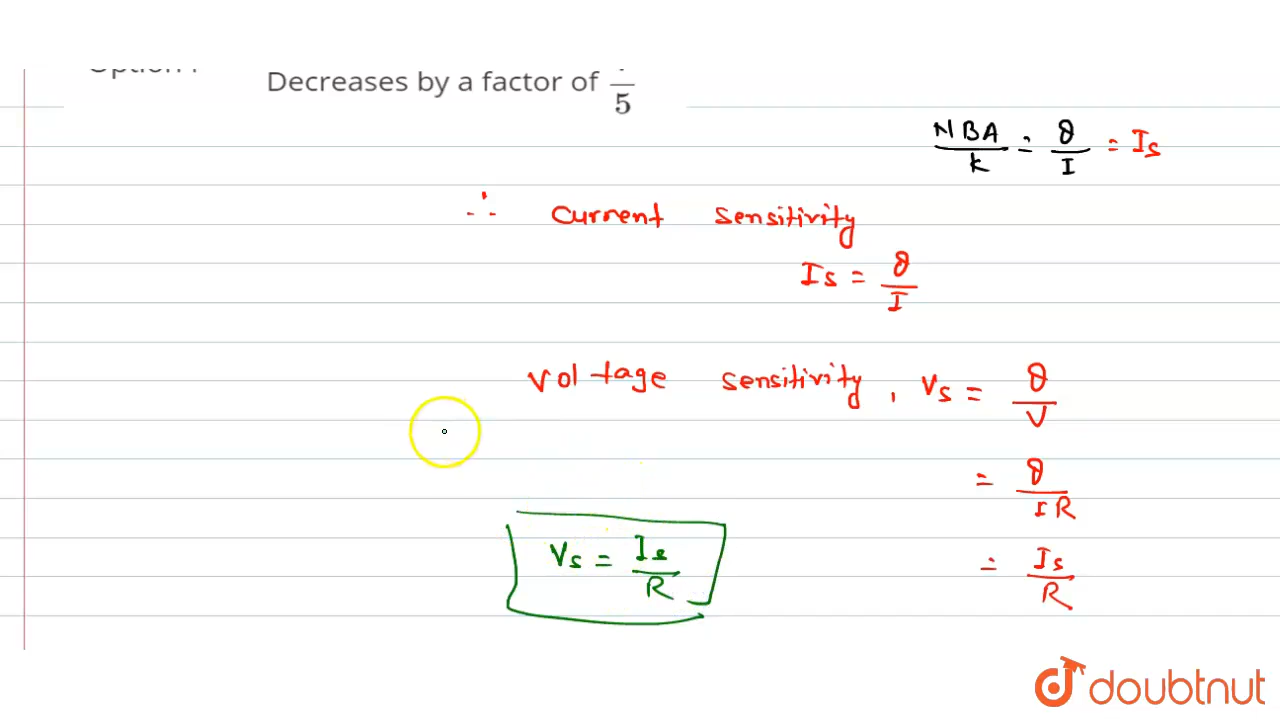 Decreases by a factor of 5
NBA/K = θ/I = Is
∴ Current sensitivity
Is = θ/I
Voltage sensitivity, Vs = θ/V
= θ/IR
= Is/R
Vs = Is/R
doubtnut